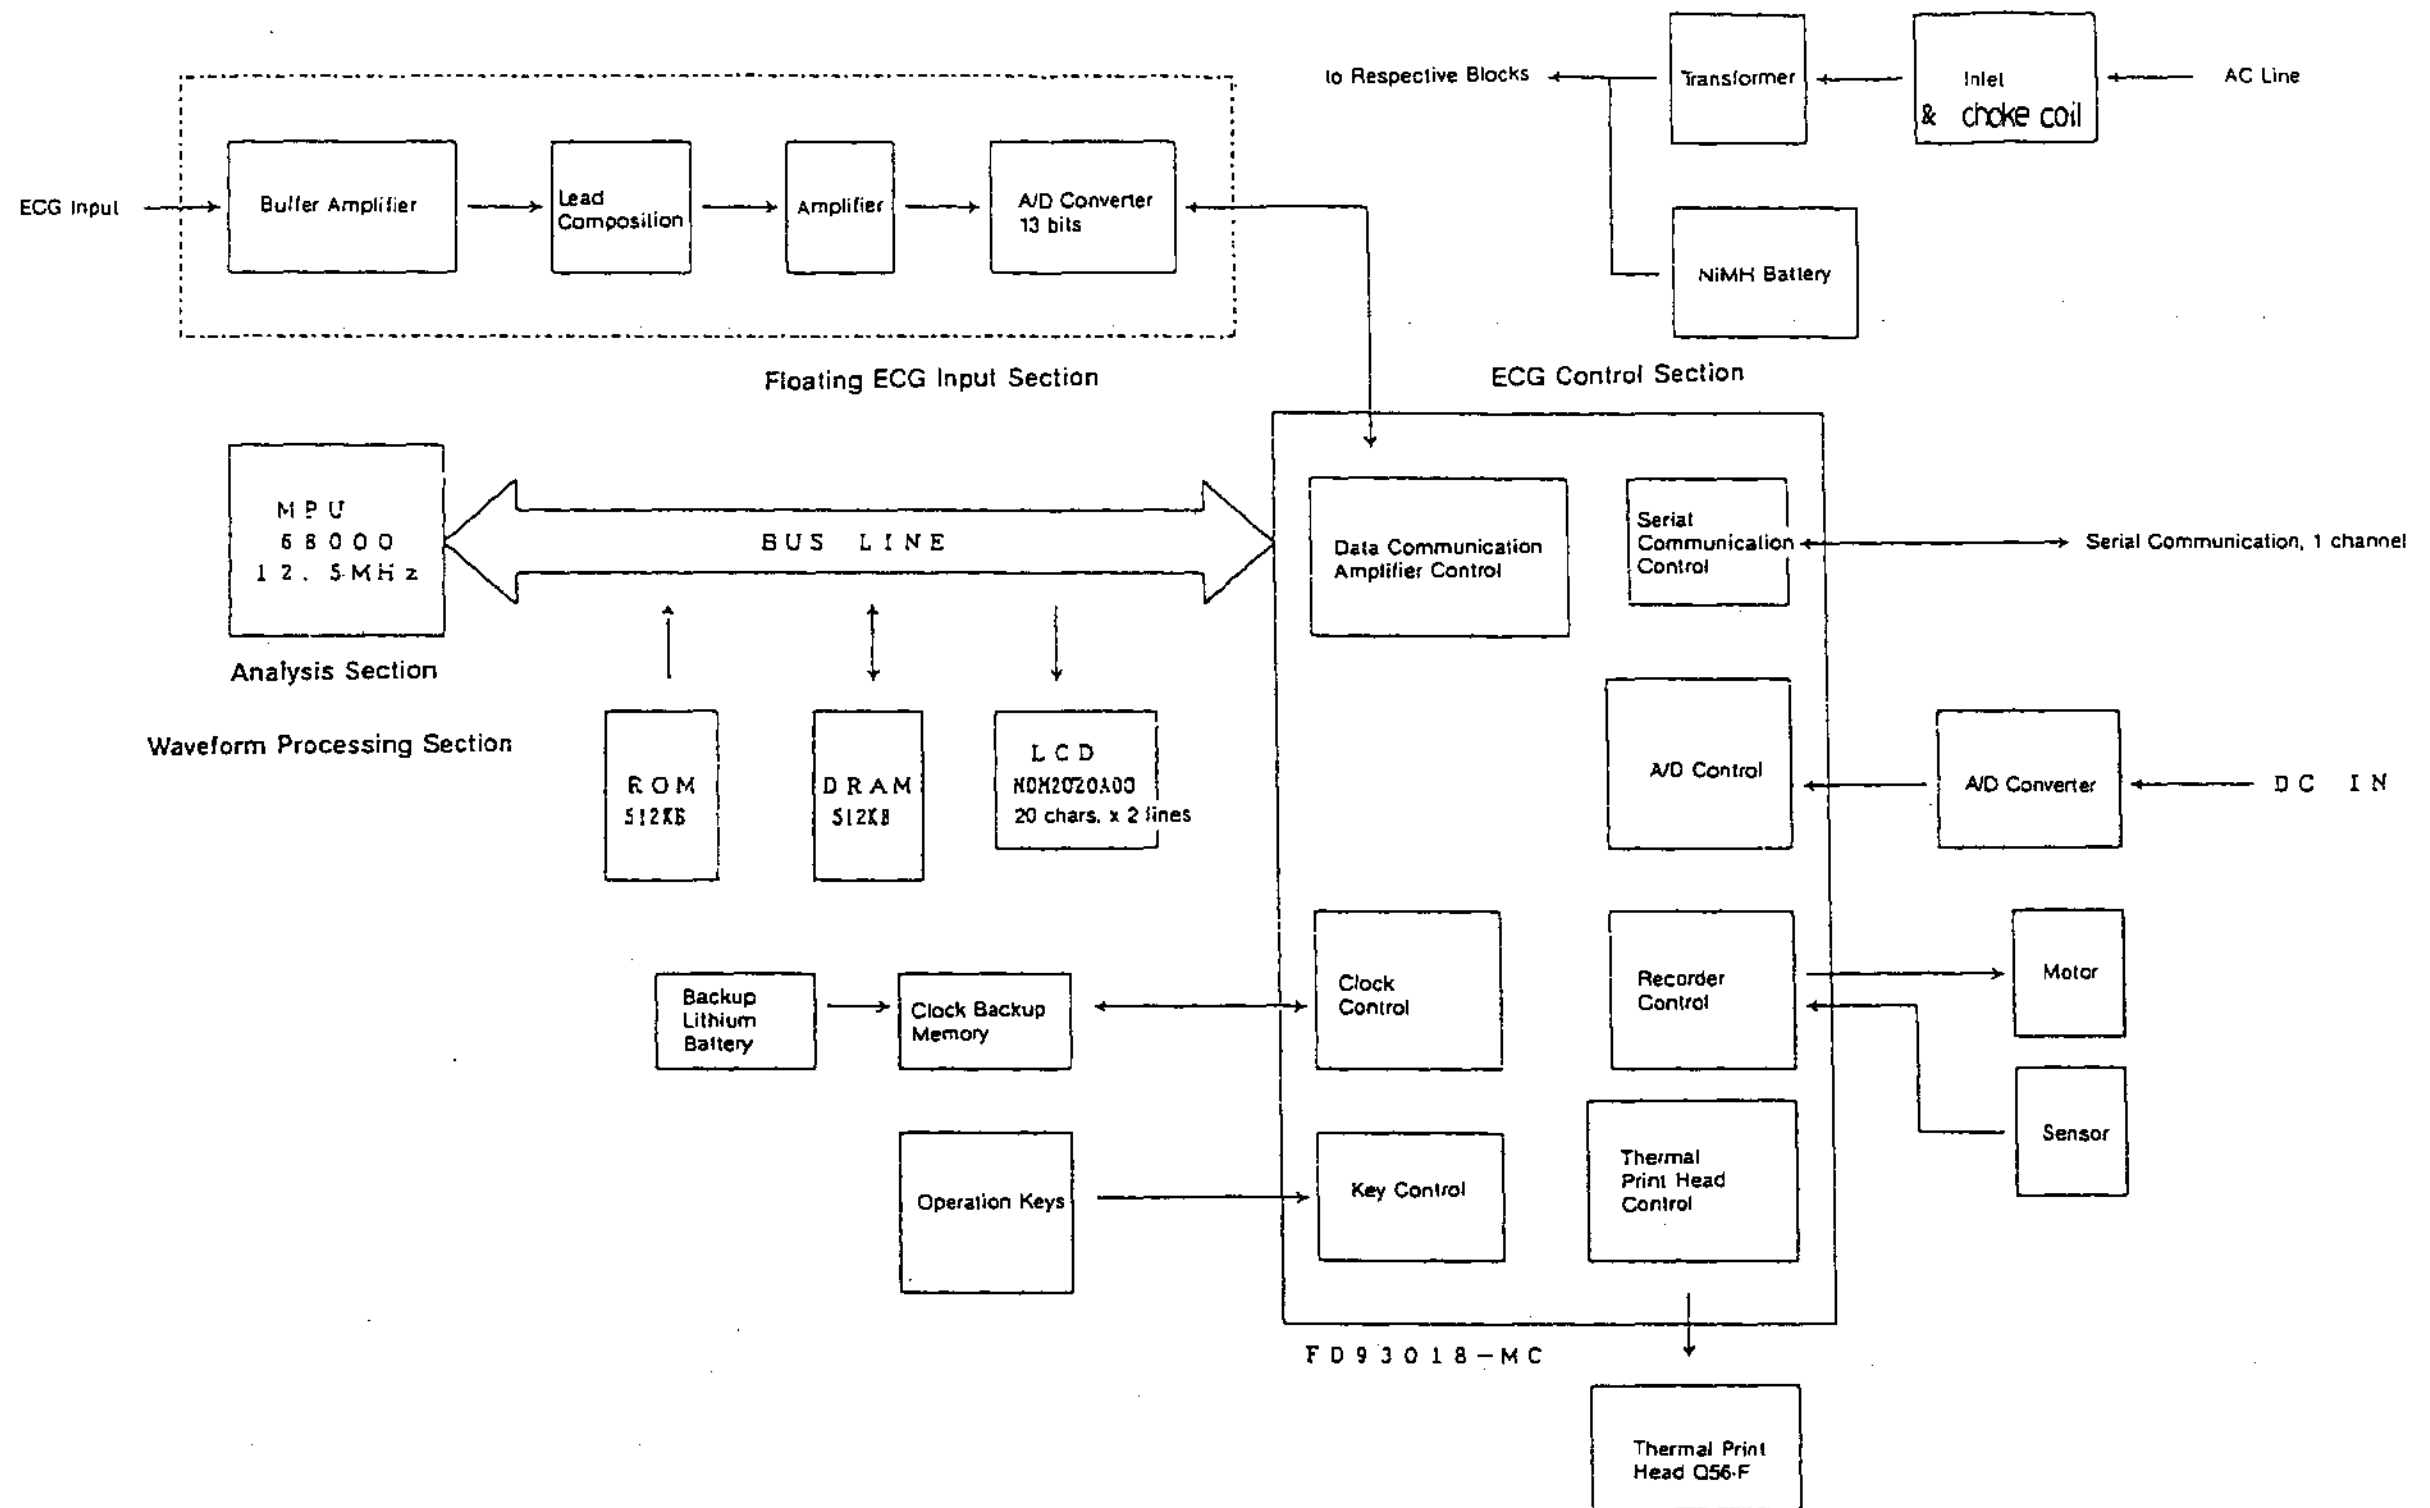 to Respective Blocks
Transformer
Inlet
& choke coil
AC Line
ECG Input
Buffer Amplifier
Lead
Composition
Amplifier
A/D Converter
13 bits
NiMH Battery
Floating ECG Input Section
ECG Control Section
MPU
68000
12.5MHz
BUS LINE
Data Communication
Amplifier Control
Serial
Communication
Control
Serial Communication, 1 channel
Analysis Section
Waveform Processing Section
ROM
512KB
DRAM
512KB
LCD
20 chars. x 2 lines
A/D Control
A/D Converter
DC IN
Backup
Lithium
Battery
Clock Backup
Memory
Clock
Control
Recorder
Control
Motor
Operation Keys
Key Control
Thermal
Print Head
Control
Sensor
FD93018-MC
Thermal Print
Head Q56-F